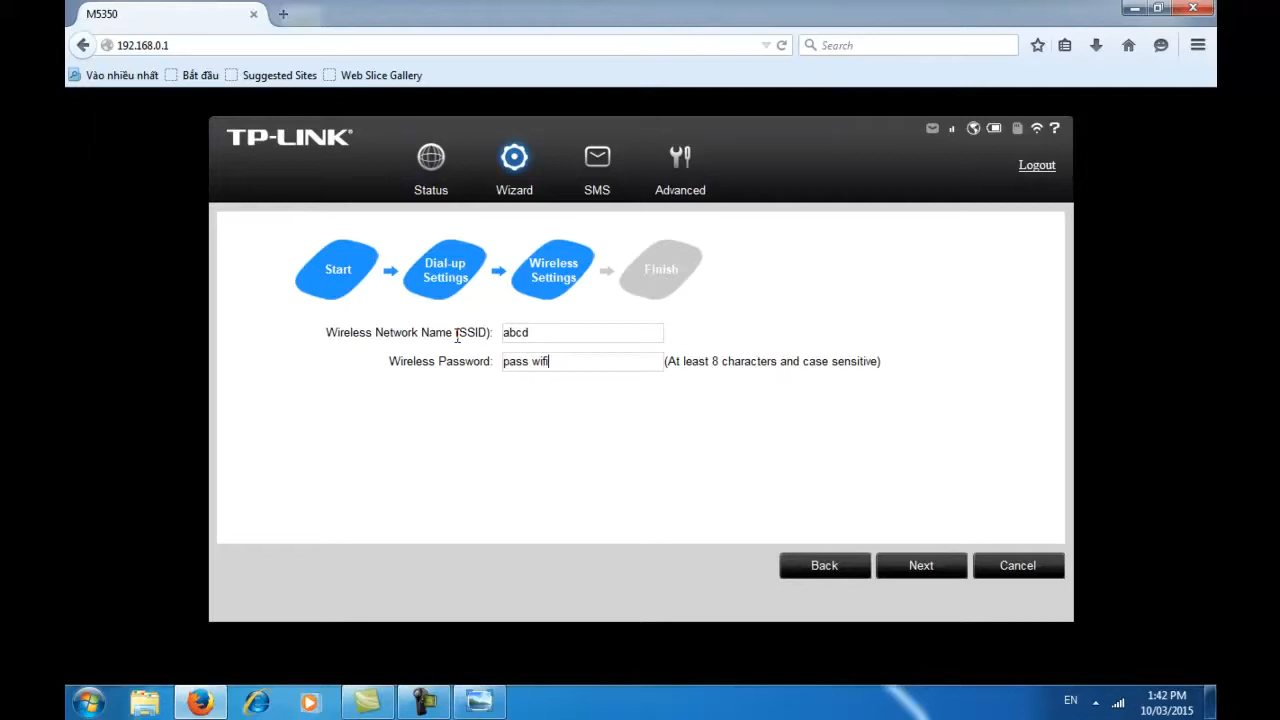 M5350
192.168.0.1
Search
Vào nhiều nhất
Bắt đầu
Suggested Sites
Web Slice Gallery
TP-LINK®
Status
Wizard
SMS
Advanced
Logout
Start
Dial-up
Settings
Wireless
Settings
Finish
Wireless Network Name (SSID): abcd
Wireless Password: pass wifi (At least 8 characters and case sensitive)
Back
Next
Cancel
EN
1:42 PM
10/03/2015